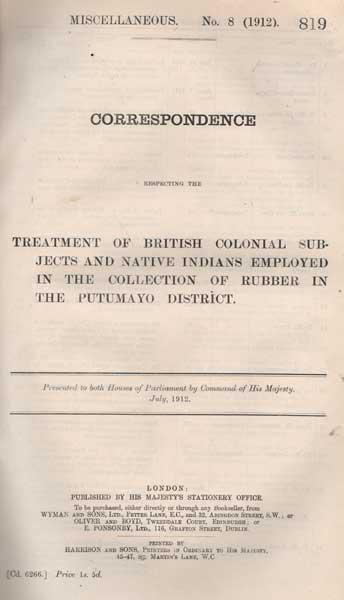 MISCELLANEOUS. No. 8 (1912). 819
CORRESPONDENCE
RESPECTING THE
TREATMENT OF BRITISH COLONIAL SUB-
JECTS AND NATIVE INDIANS EMPLOYED
IN THE COLLECTION OF RUBBER IN
THE PUTUMAYO DISTRICT.
Presented to both Houses of Parliament by Command of His Majesty.
July, 1912.
LONDON:
PUBLISHED BY HIS MAJESTY'S STATIONERY OFFICE.
To be purchased, either directly or through any Bookseller, from
WYMAN AND SONS, LTD., FETTER LANE, E.C., and 32, ABINGDON STREET, S.W.; or
OLIVER AND BOYD, TWEEDDALE COURT, EDINBURGH; or
E. PONSONBY, LTD., 116, GRAFTON STREET, DUBLIN.
PRINTED BY
HARRISON AND SONS, PRINTERS IN ORDINARY TO HIS MAJESTY,
45-47, ST. MARTIN'S LANE, W.C
[Cd. 6266.] Price 1s. 5d.